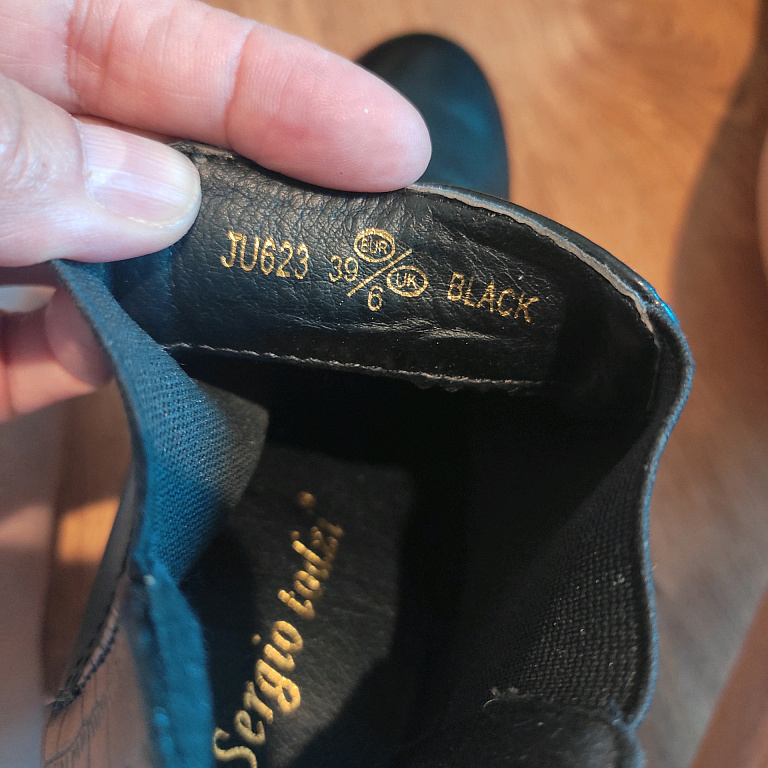 JU623 39 EUR / 6 UK BLACK
Sergio todzi